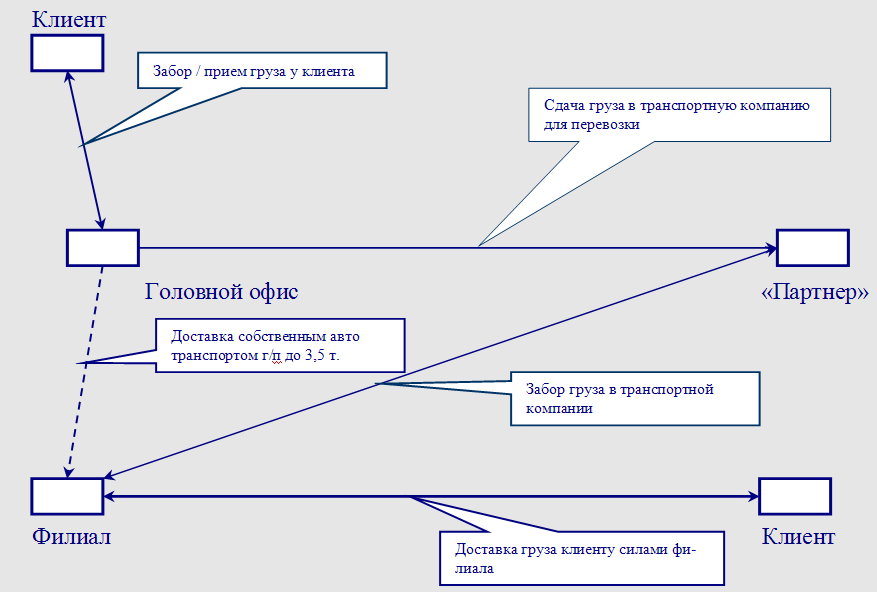 Клиент
Забор / прием груза у клиента
Сдача груза в транспортную компанию
для перевозки
Головной офис
«Партнер»
Доставка собственным авто
транспортом г/п до 3,5 т.
Забор груза в транспортной
компании
Филиал
Клиент
Доставка груза клиенту силами фи-
лиала